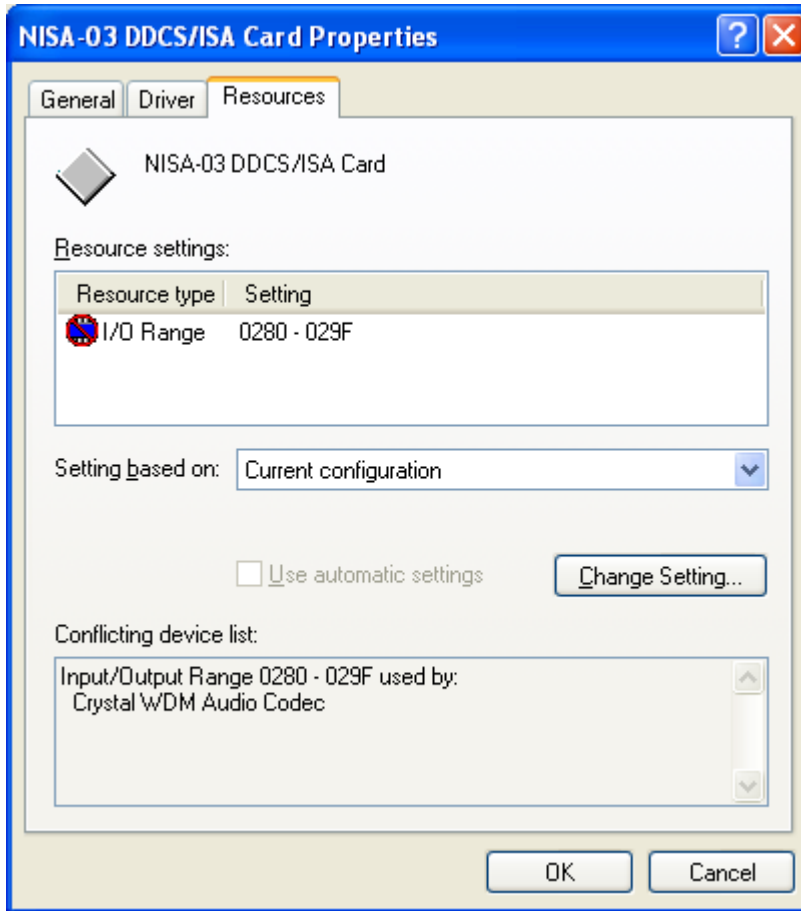 NISA-03 DDCS/ISA Card Properties
General Driver Resources
NISA-03 DDCS/ISA Card
Resource settings:
Resource type Setting
I/O Range 0280 - 029F
Setting based on: Current configuration
Use automatic settings Change Setting...
Conflicting device list:
Input/Output Range 0280 - 029F used by:
Crystal WDM Audio Codec
OK Cancel